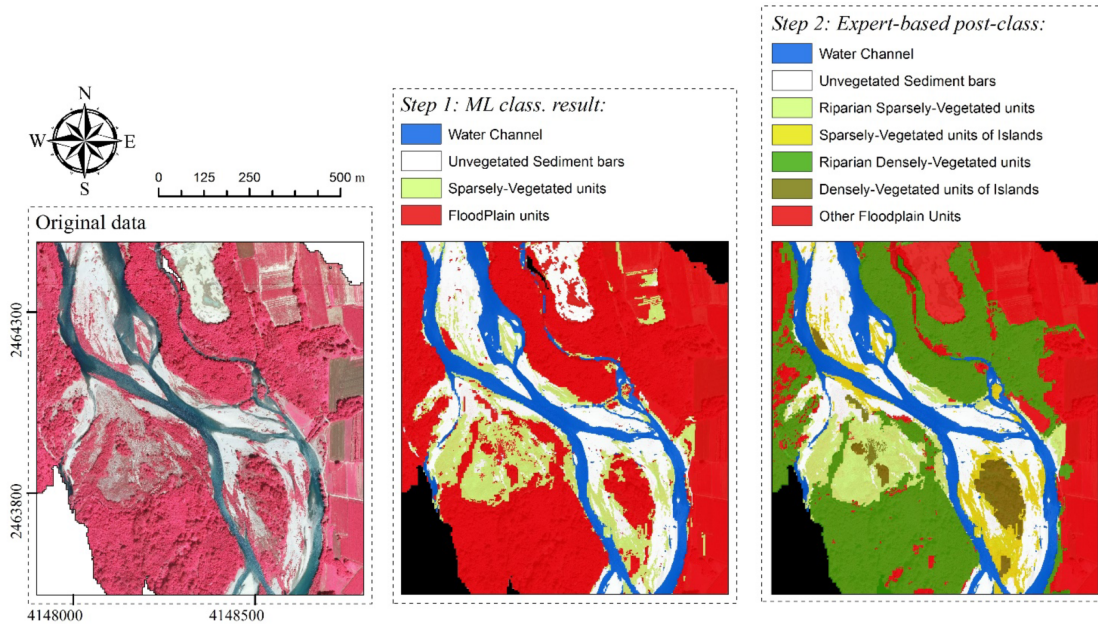 N
W
E
S
0 125 250 500 m
Original data
2464300
2463800
4148000
4148500
Step 1: ML class. result:
Water Channel
Unvegetated Sediment bars
Sparsely-Vegetated units
FloodPlain units
Step 2: Expert-based post-class:
Water Channel
Unvegetated Sediment bars
Riparian Sparsely-Vegetated units
Sparsely-Vegetated units of Islands
Riparian Densely-Vegetated units
Densely-Vegetated units of Islands
Other Floodplain Units